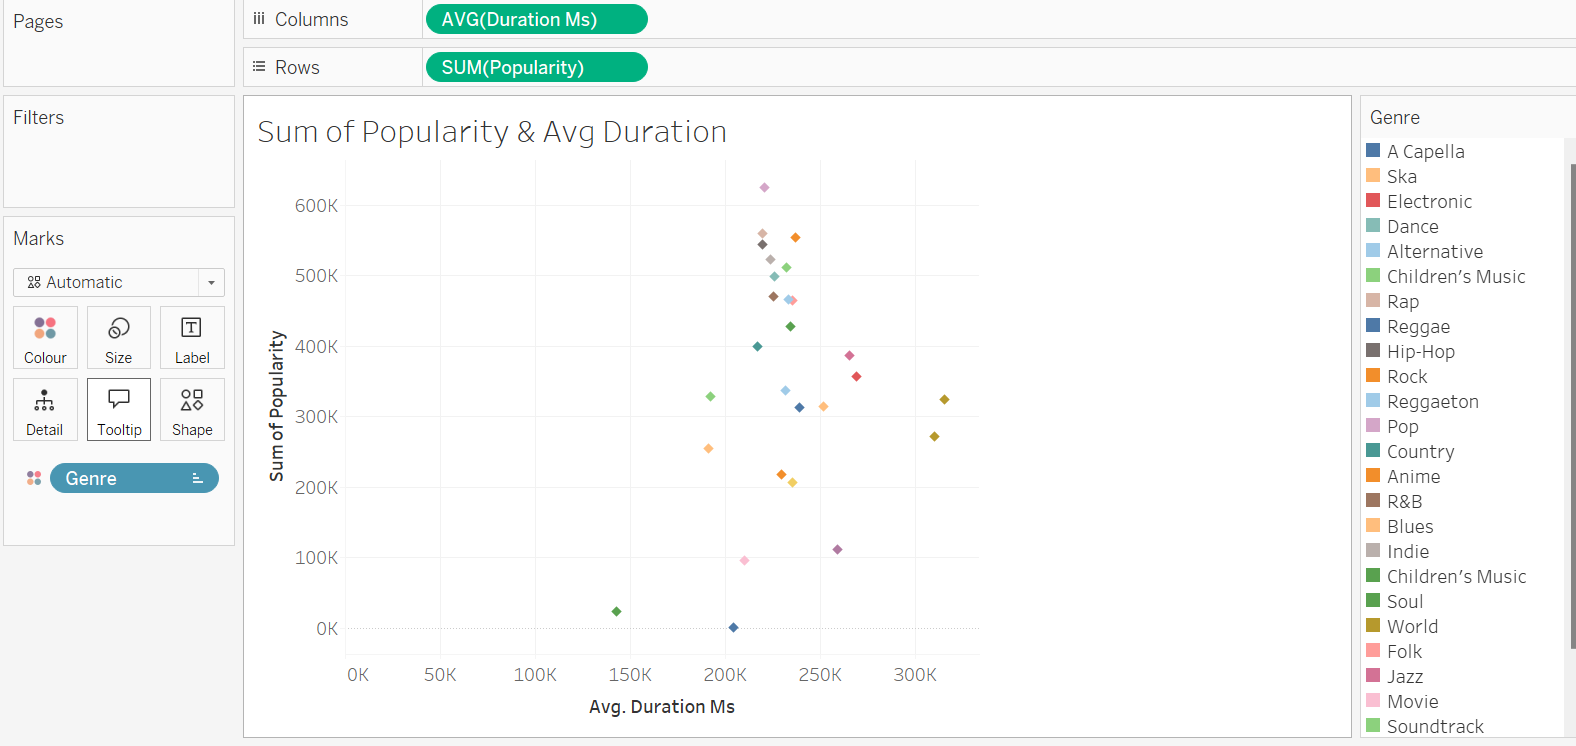 Pages
Columns
AVG(Duration Ms)
Rows
SUM(Popularity)
Filters
Marks
Automatic
Colour
Size
Label
Detail
Tooltip
Shape
Genre
Sum of Popularity & Avg Duration
Sum of Popularity
600K
500K
400K
300K
200K
100K
0K
0K 50K 100K 150K 200K 250K 300K
Avg. Duration Ms
Genre
A Capella
Ska
Electronic
Dance
Alternative
Children's Music
Rap
Reggae
Hip-Hop
Rock
Reggaeton
Pop
Country
Anime
R&B
Blues
Indie
Children’s Music
Soul
World
Folk
Jazz
Movie
Soundtrack